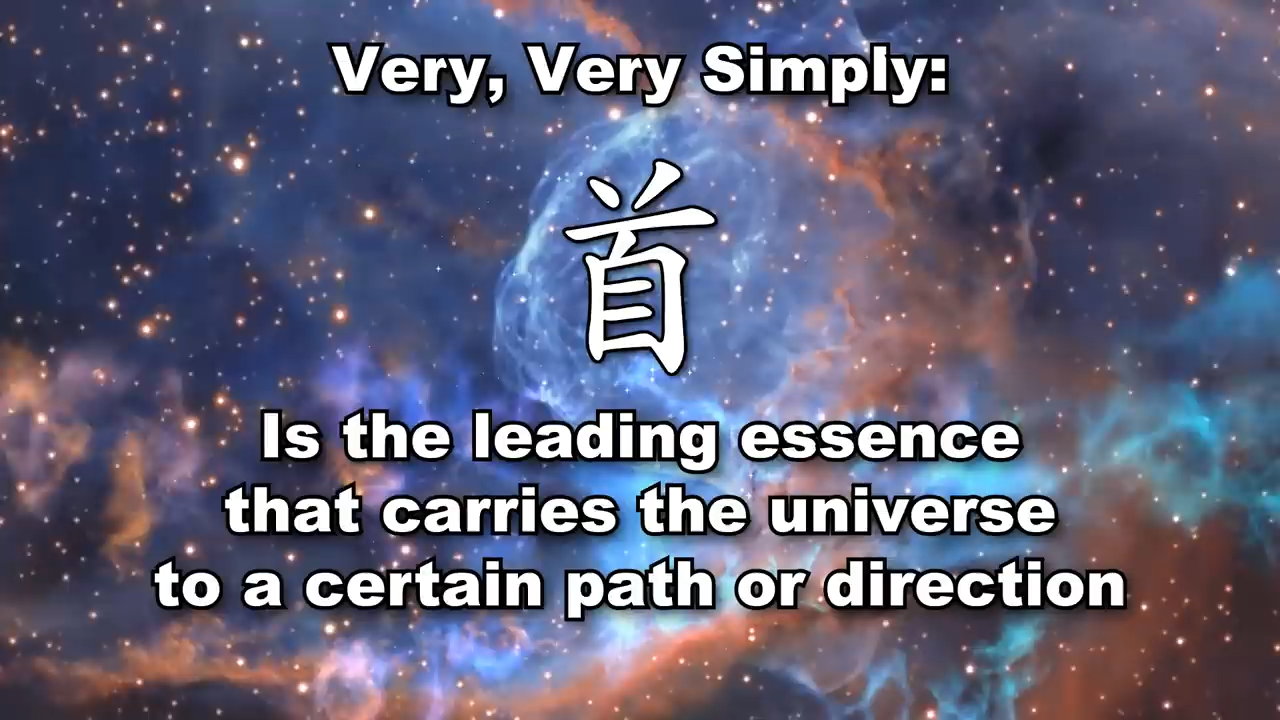 Very, Very Simply:
首
Is the leading essence
that carries the universe
to a certain path or direction